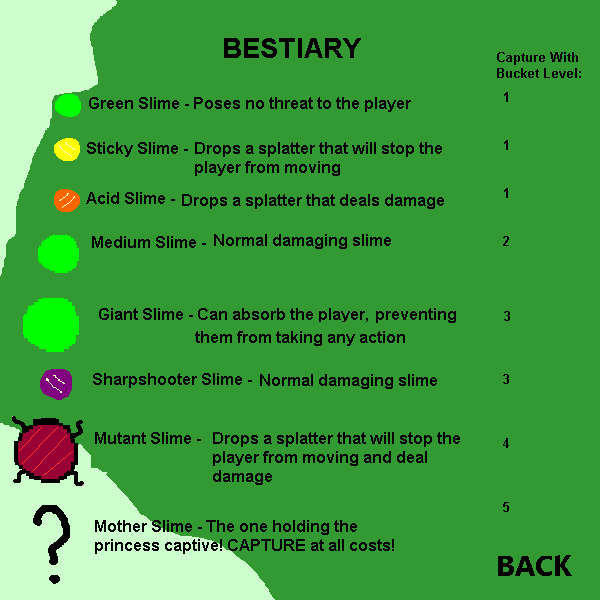 BESTIARY
Capture With
Bucket Level:
Green Slime - Poses no threat to the player 1
Sticky Slime - Drops a splatter that will stop the 1
player from moving
Acid Slime - Drops a splatter that deals damage 1
Medium Slime - Normal damaging slime 2
Giant Slime - Can absorb the player, preventing 3
them from taking any action
Sharpshooter Slime - Normal damaging slime 3
Mutant Slime - Drops a splatter that will stop the 4
player from moving and deal
damage
5
?
Mother Slime - The one holding the
princess captive! CAPTURE at all costs!
BACK